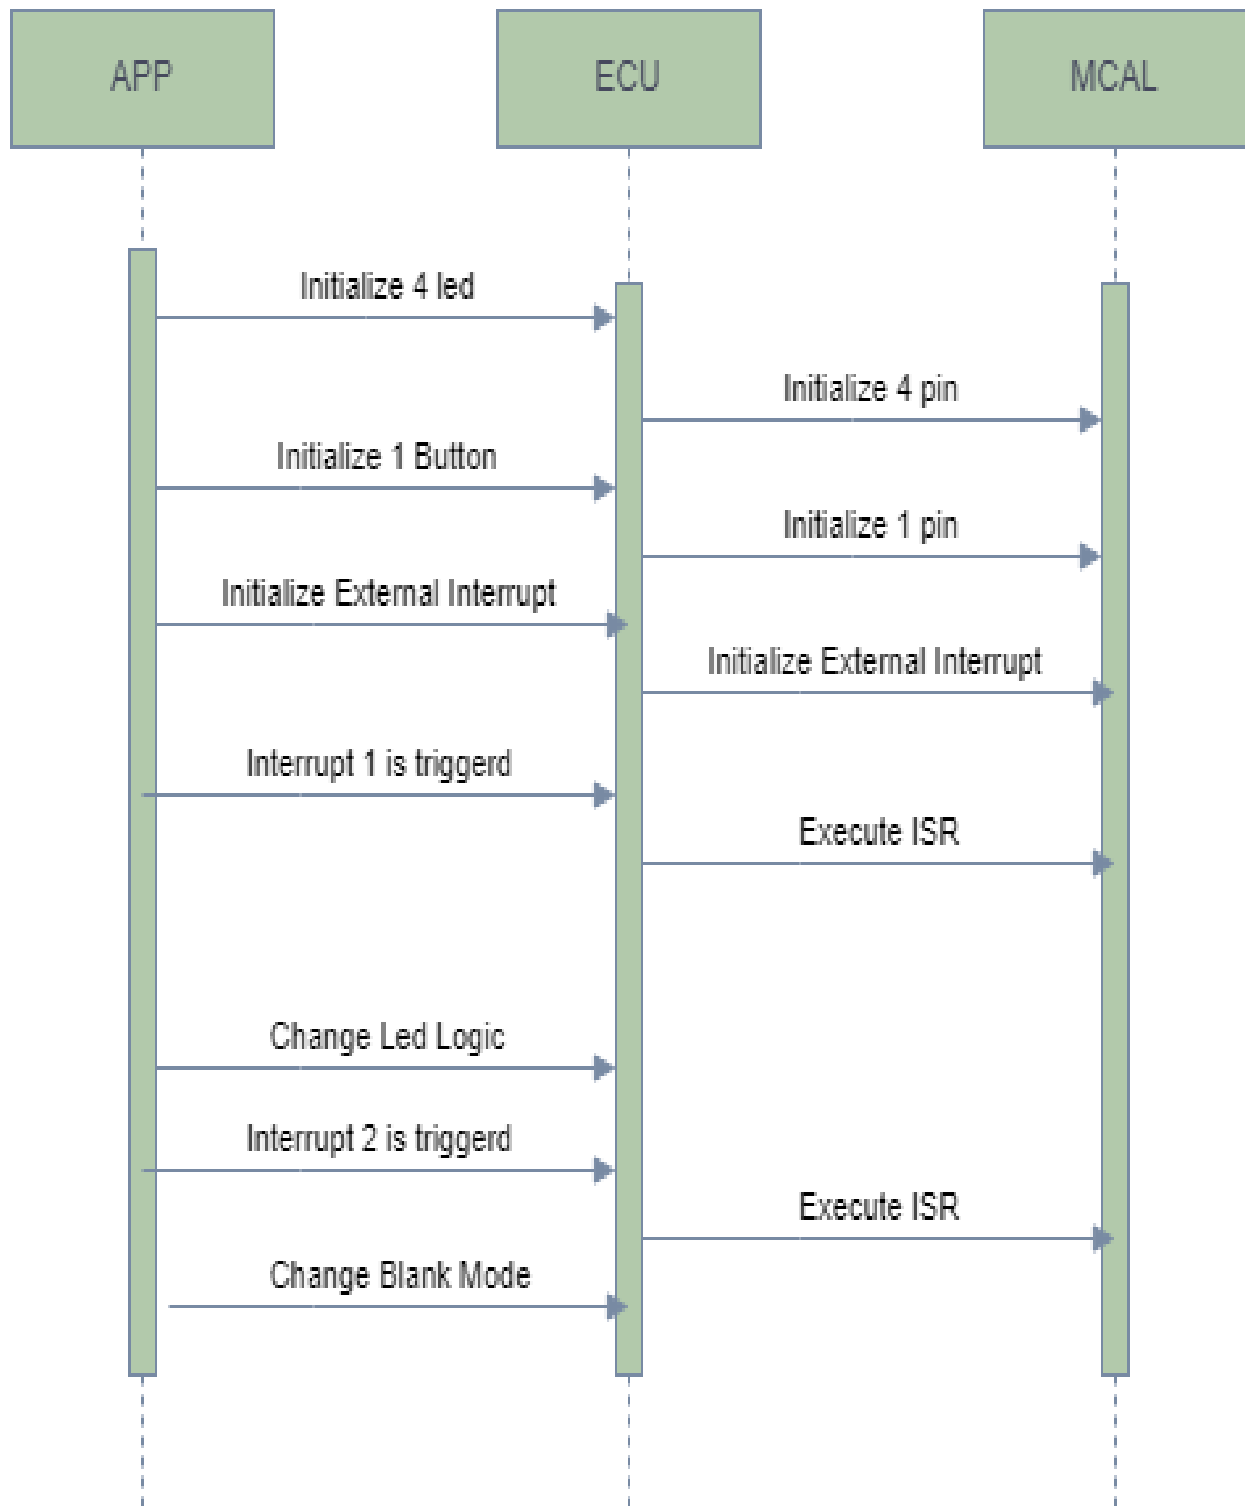 APP
ECU
MCAL
Initialize 4 led
Initialize 4 pin
Initialize 1 Button
Initialize 1 pin
Initialize External Interrupt
Initialize External Interrupt
Interrupt 1 is triggerd
Execute ISR
Change Led Logic
Interrupt 2 is triggerd
Execute ISR
Change Blank Mode